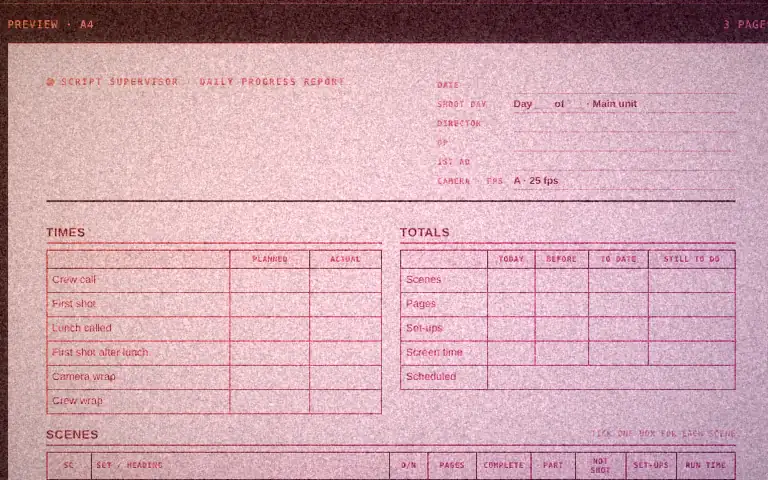 PREVIEW · A4
3 PAGE
SCRIPT SUPERVISOR · DAILY PROGRESS REPORT
DATE
SHOOT DAY Day of · Main unit
DIRECTOR
DP
1ST AD
CAMERA · FPS A · 25 fps
TIMES
PLANNED ACTUAL
Crew call
First shot
Lunch called
First shot after lunch
Camera wrap
Crew wrap
TOTALS
TODAY BEFORE TO DATE STILL TO DO
Scenes
Pages
Set-ups
Screen time
Scheduled
SCENES TICK ONE BOX FOR EACH SCENE
SC SET / HEADING D/N PAGES COMPLETE PART NOT SHOT SET-UPS RUN TIME